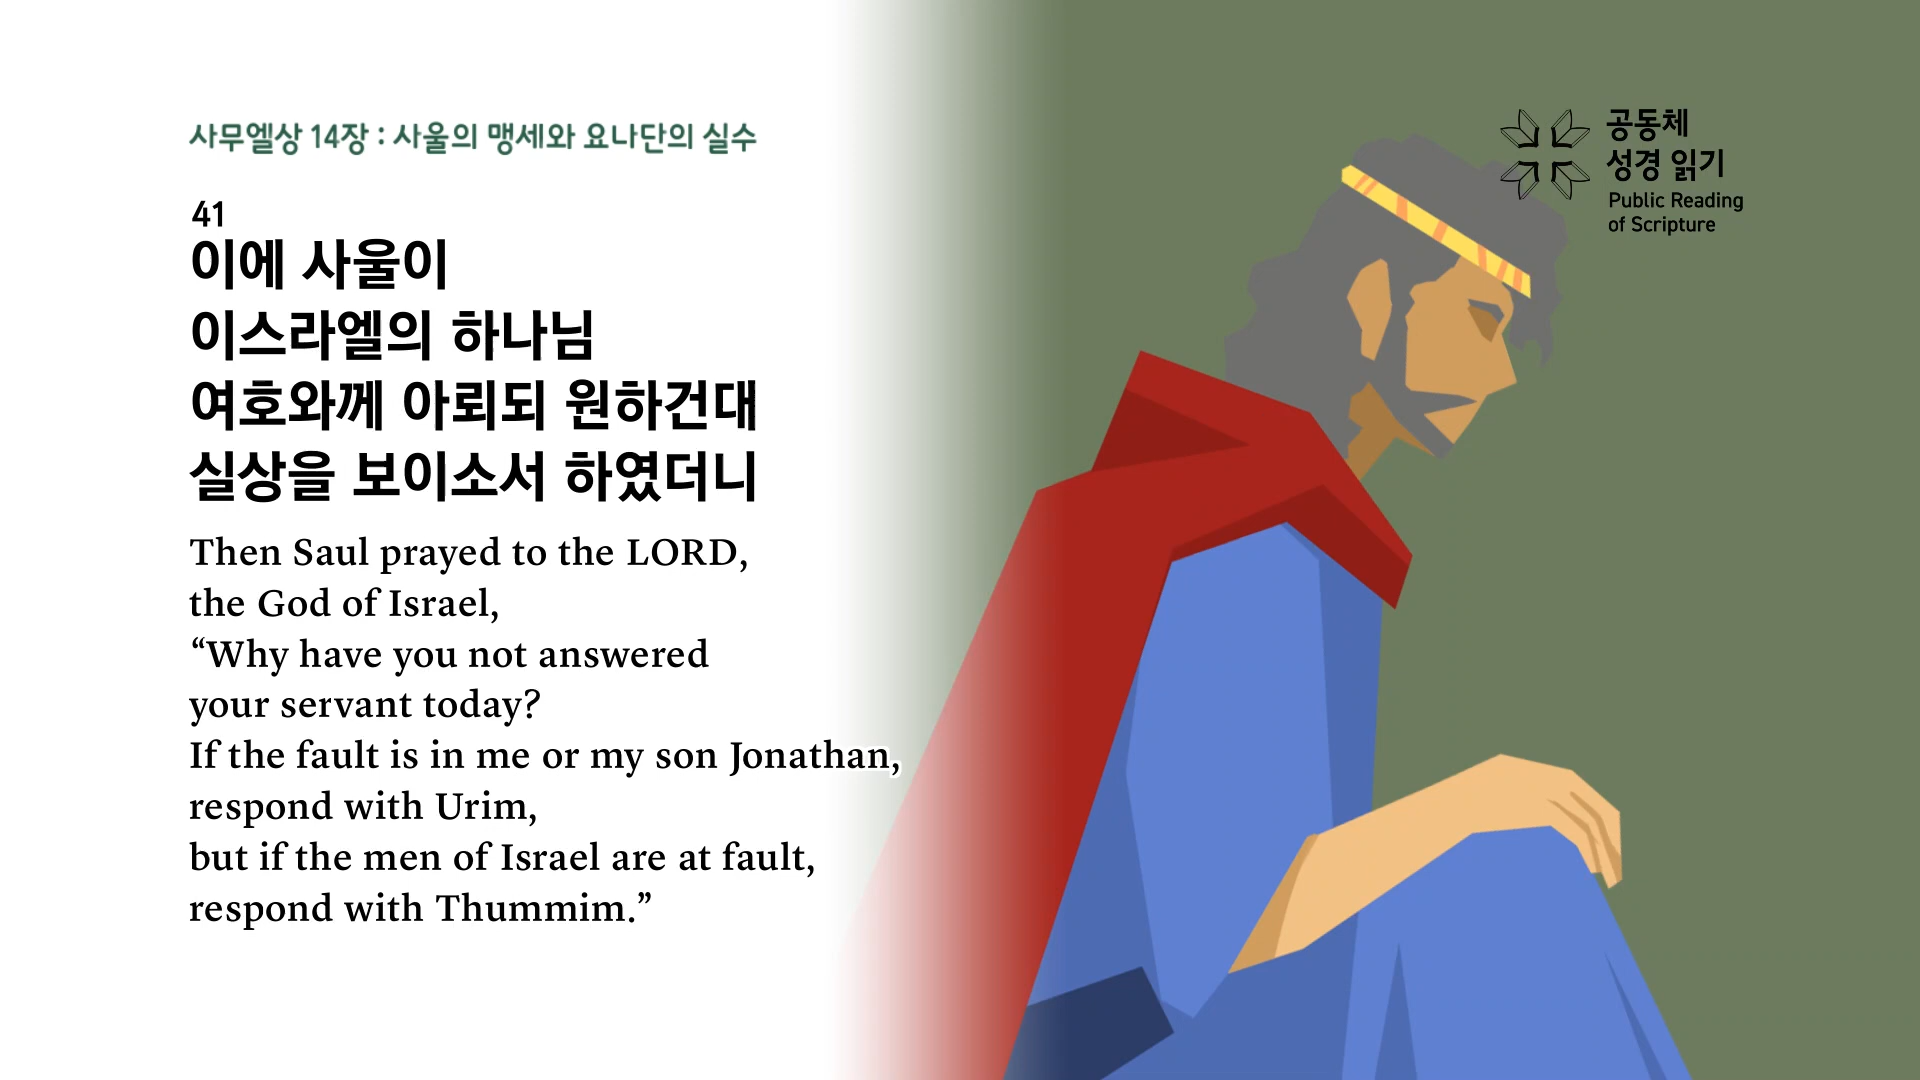 사무엘상 14장 : 사울의 맹세와 요나단의 실수
41
이에 사울이
이스라엘의 하나님
여호와께 아뢰되 원하건대
실상을 보이소서 하였더니
Then Saul prayed to the LORD,
the God of Israel,
“Why have you not answered
your servant today?
If the fault is in me or my son Jonathan,
respond with Urim,
but if the men of Israel are at fault,
respond with Thummim.”
공동체
성경 읽기
Public Reading
of Scripture